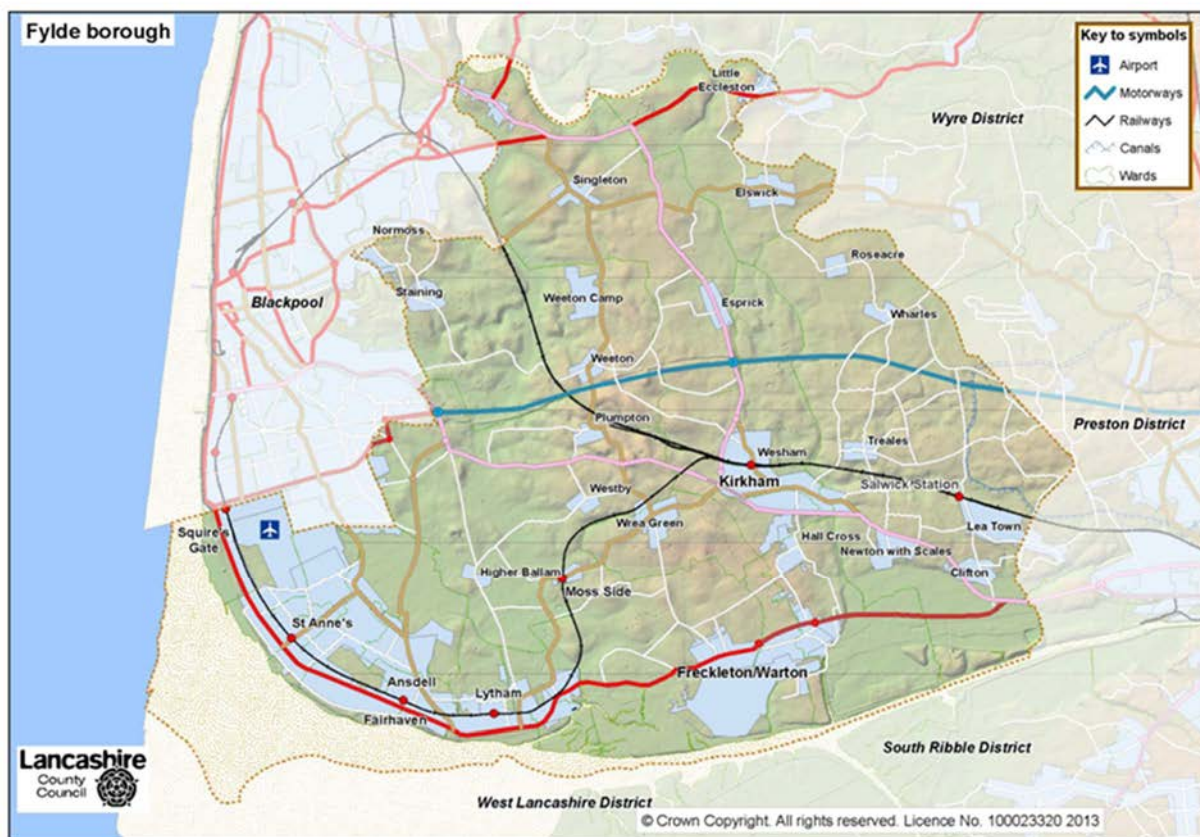 Fylde borough
Key to symbols
Airport
Motorways
Railways
Canals
Wards
Little
Eccleston
Wyre District
Singleton
Elswick
Normoss
Roseacre
Staining
Weeton Camp
Blackpool
Esprick
Wharles
Weeton
Plumpton
Preston District
Treales
Wesham
Kirkham
Salwick Station
Westby
Wrea Green
Lea Town
Squire's
Gate
Hall Cross
Newton with Scales
Higher Ballam
Clifton
Moss Side
St Anne's
Freckleton/Warton
Ansdell
Lytham
Fairhaven
South Ribble District
Lancashire
County
Council
West Lancashire District
© Crown Copyright. All rights reserved. Licence No. 100023320 2013